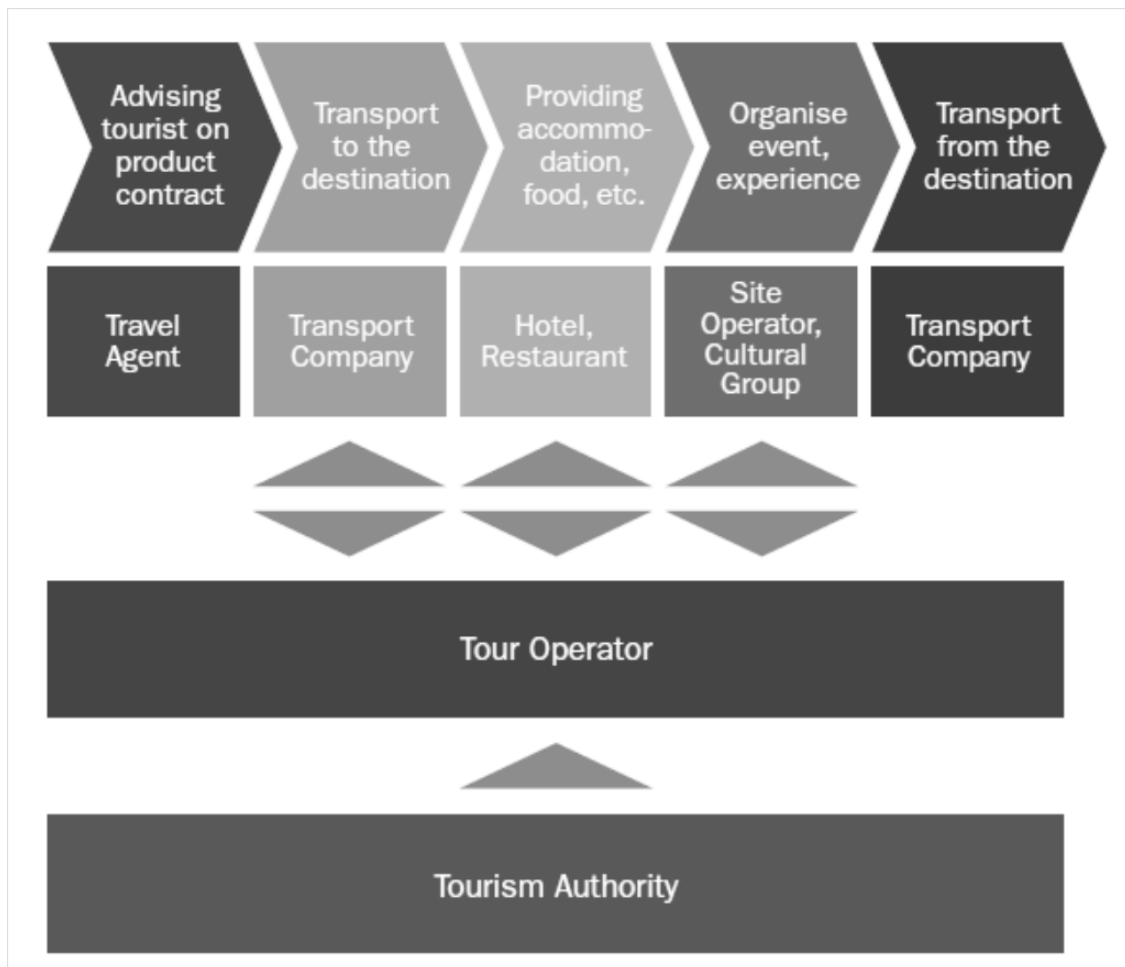 Advising
tourist on
product
contract
Transport
to the
destination
Providing
accommo-
dation,
food, etc.
Organise
event,
experience
Transport
from the
destination
Travel
Agent
Transport
Company
Hotel,
Restaurant
Site
Operator,
Cultural
Group
Transport
Company
Tour Operator
Tourism Authority